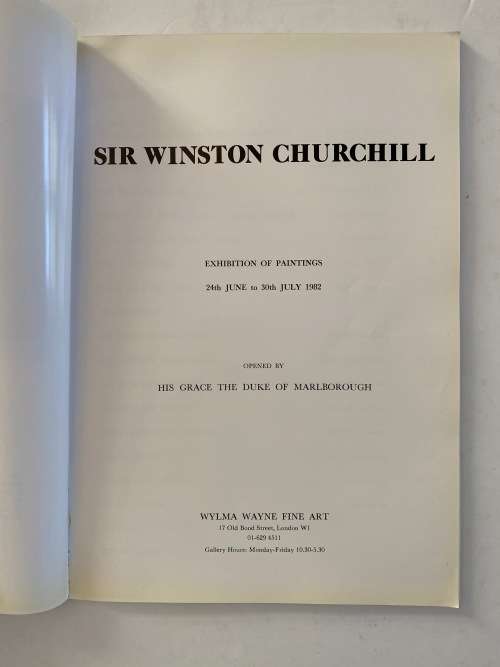 SIR WINSTON CHURCHILL
EXHIBITION OF PAINTINGS
24th JUNE to 30th JULY 1982
OPENED BY
HIS GRACE THE DUKE OF MARLBOROUGH
WYLMA WAYNE FINE ART
17 Old Bond Street, London W1
01-629 4511
Gallery Hours: Monday-Friday 10.30-5.30